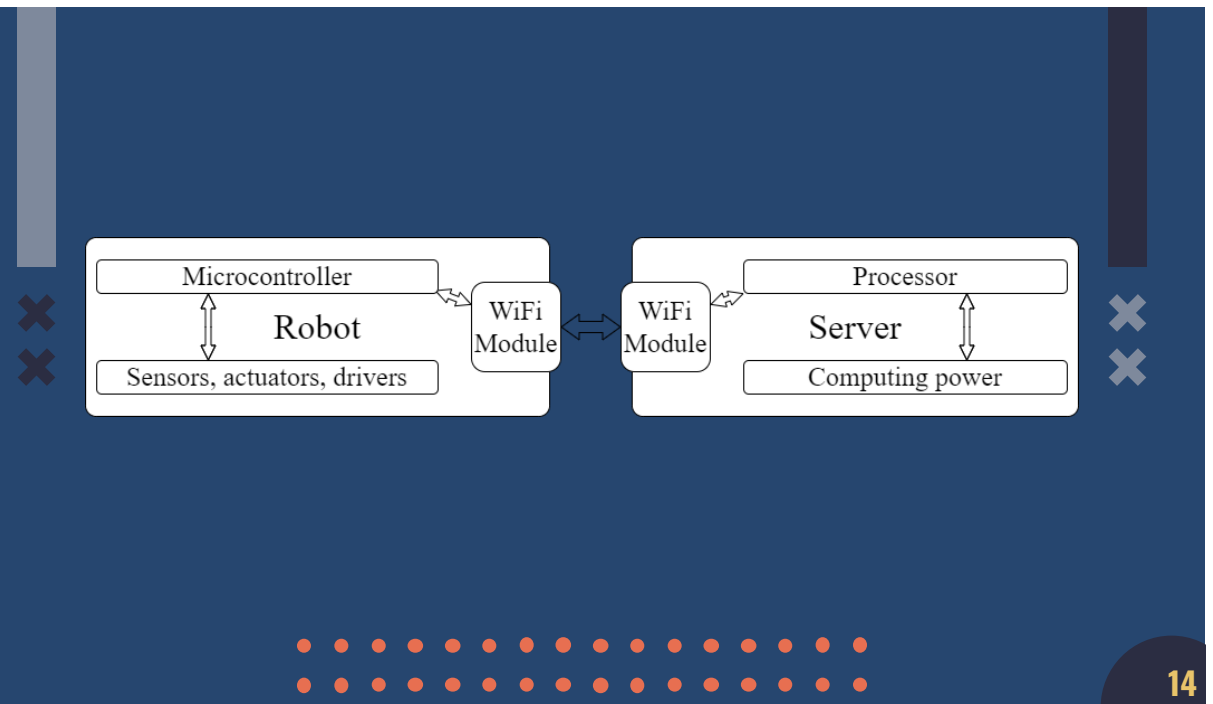 Microcontroller
Robot
Sensors, actuators, drivers
WiFi
Module
WiFi
Module
Processor
Server
Computing power
14